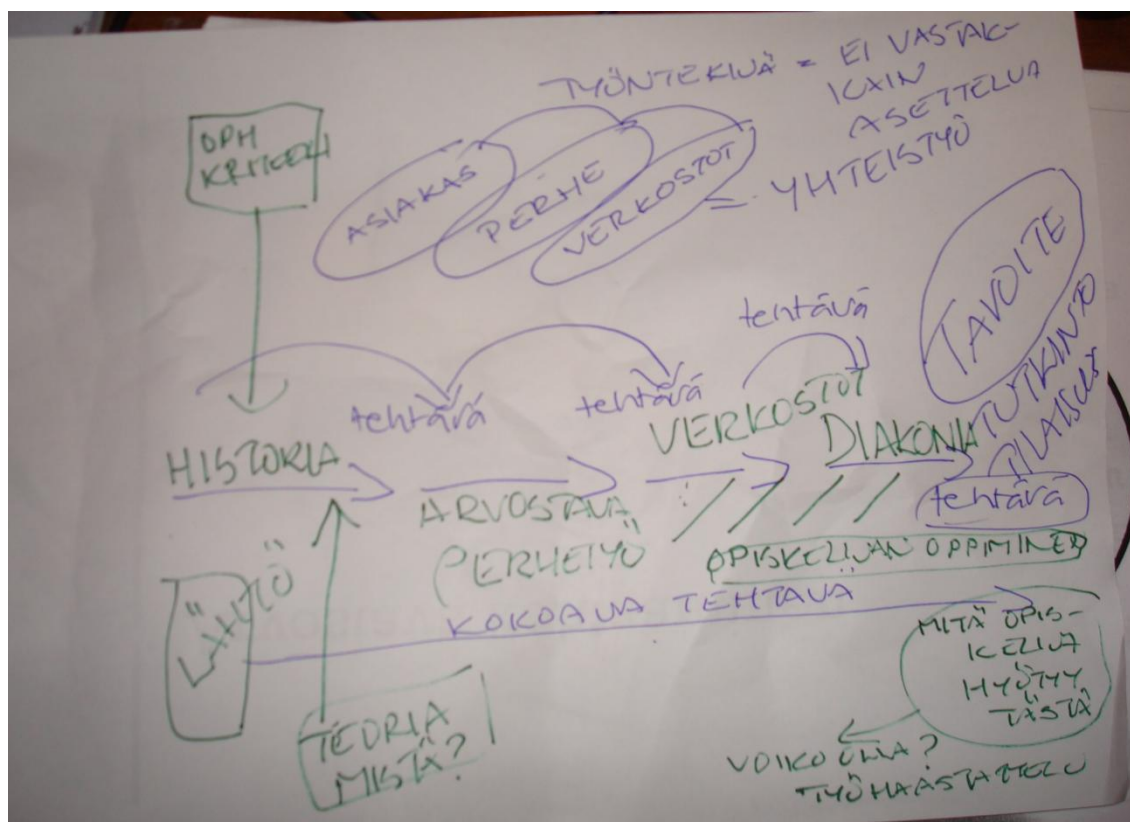 TYÖNTEKIJÄ = EI VASTAK-
KAIN
ASETTELUA
= YHTEISTYÖ
OPH
ASIAKAS
PERHE
VERKOSTOT
TAVOITE
TUTKINTO
tehtävä
tehtävä
tehtävä
HISTORIA
ARVOSTAVA
PERHETYÖ
VERKOSTOT
DIAKONIA
tehtävä
OPISKELIJAN OPPIMINEN
LÄHTÖ
KOKOAVA TEHTÄVÄ
TEORIA
MISTÄ?
MITÄ OPIS-
KELIJA
HYÖTYY
TÄSTÄ
VOIKO OLLA?
TYÖHAASTATTELU